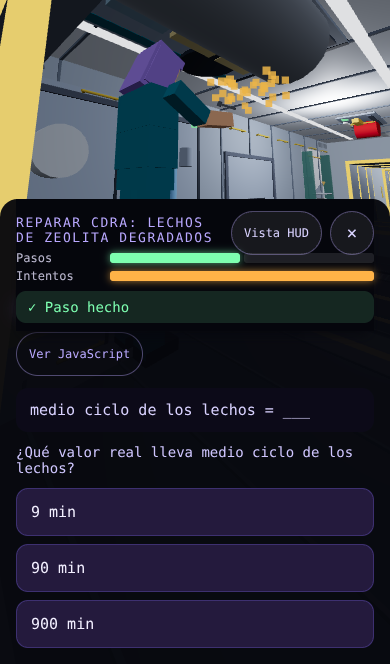 REPARAR CDRA: LECHOS
DE ZEOLITA DEGRADADOS
Vista HUD
✕
Pasos
Intentos
✓ Paso hecho
Ver JavaScript
medio ciclo de los lechos = ___
¿Qué valor real lleva medio ciclo de los
lechos?
9 min
90 min
900 min